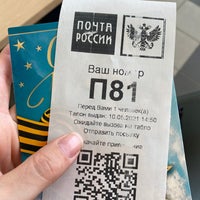 ПОЧТА
РОССИИ
Ваш номер
П81
Перед Вами 1 человек(а)
Талон выдан: 10.06.2021 14:50
Ожидайте вызова на табло
Отправить посылку